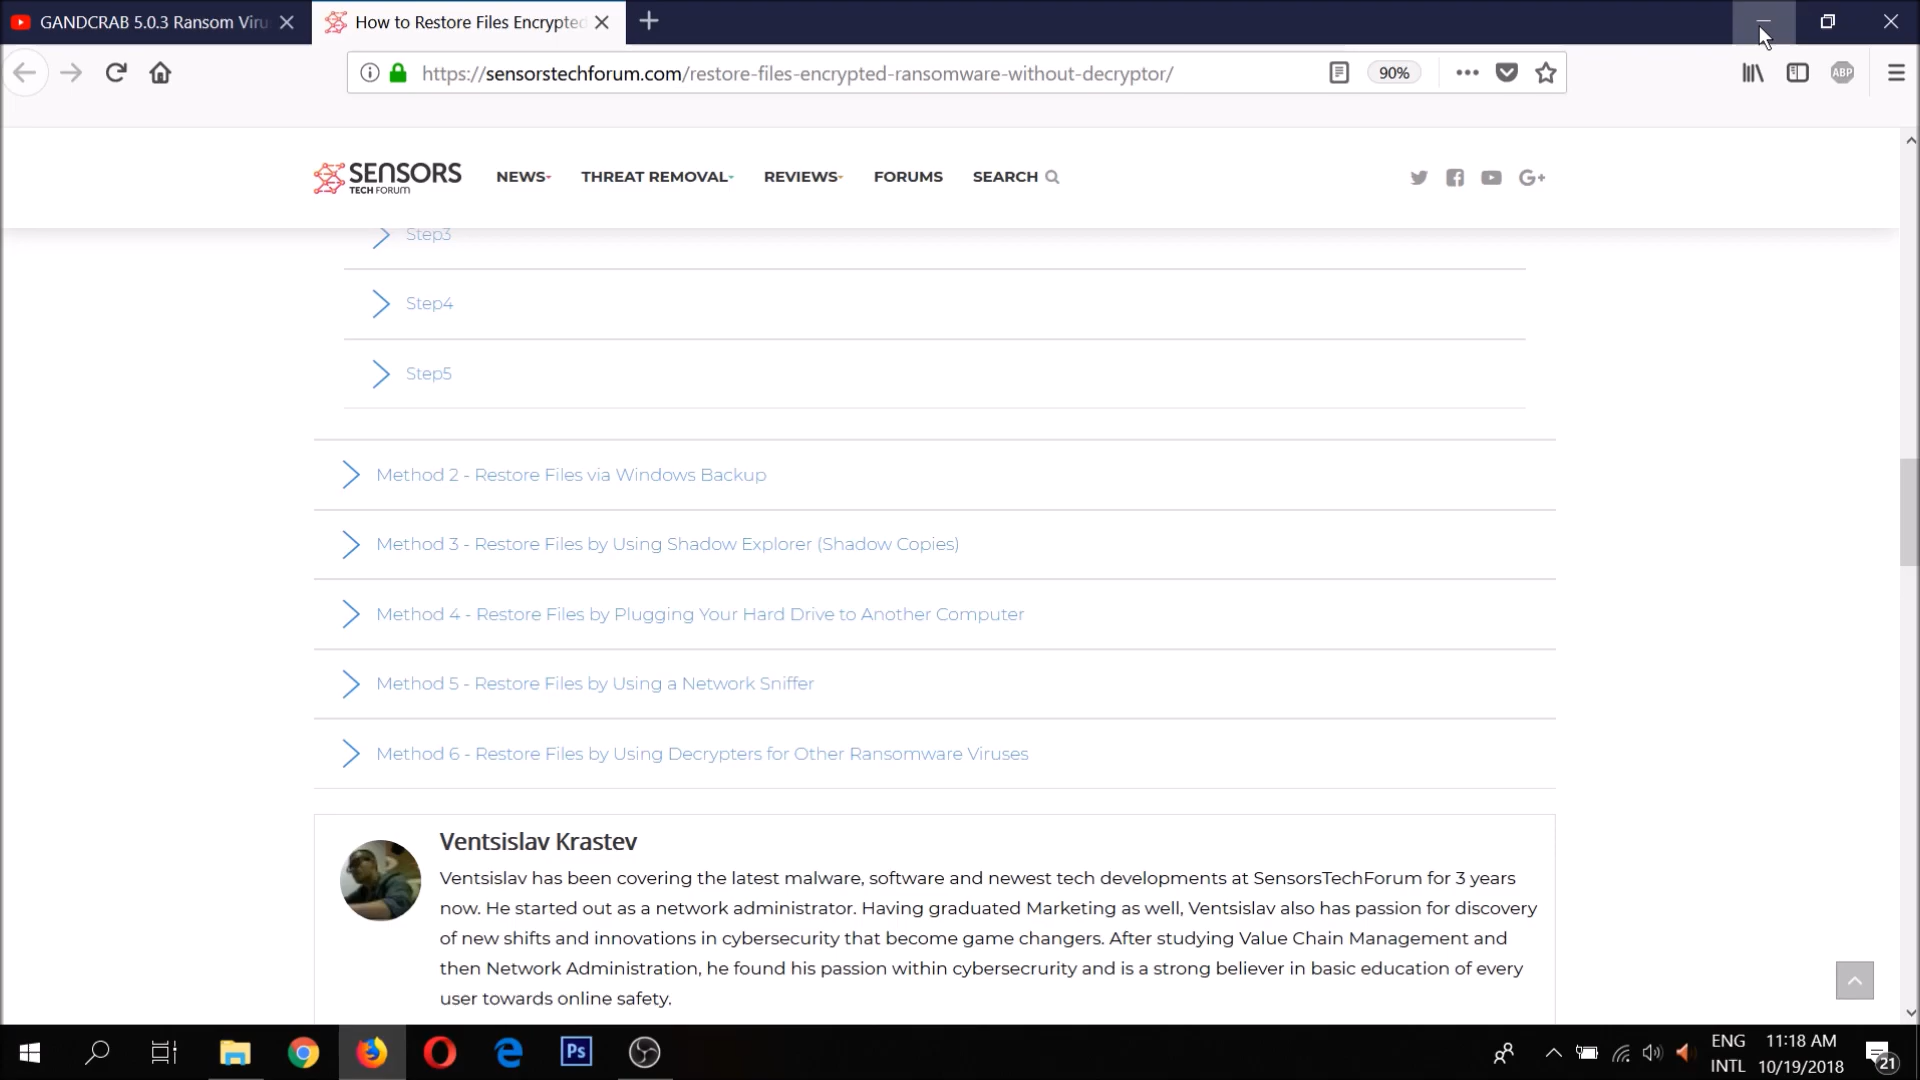 GANDCRAB 5.0.3 Ransom Viru
How to Restore Files Encrypted
https://sensorstechforum.com/restore-files-encrypted-ransomware-without-decryptor/
90%
ABP
SENSORS
TECH FORUM
NEWS
THREAT REMOVAL
REVIEWS
FORUMS
SEARCH
G+
Step3
Step4
Step5
Method 2 - Restore Files via Windows Backup
Method 3 - Restore Files by Using Shadow Explorer (Shadow Copies)
Method 4 - Restore Files by Plugging Your Hard Drive to Another Computer
Method 5 - Restore Files by Using a Network Sniffer
Method 6 - Restore Files by Using Decrypters for Other Ransomware Viruses
Ventsislav Krastev
Ventsislav has been covering the latest malware, software and newest tech developments at SensorsTechForum for 3 years
now. He started out as a network administrator. Having graduated Marketing as well, Ventsislav also has passion for discovery
of new shifts and innovations in cybersecurity that become game changers. After studying Value Chain Management and
then Network Administration, he found his passion within cybersecrurity and is a strong believer in basic education of every
user towards online safety.
Ps
ENG
INTL
11:18 AM
10/19/2018
21